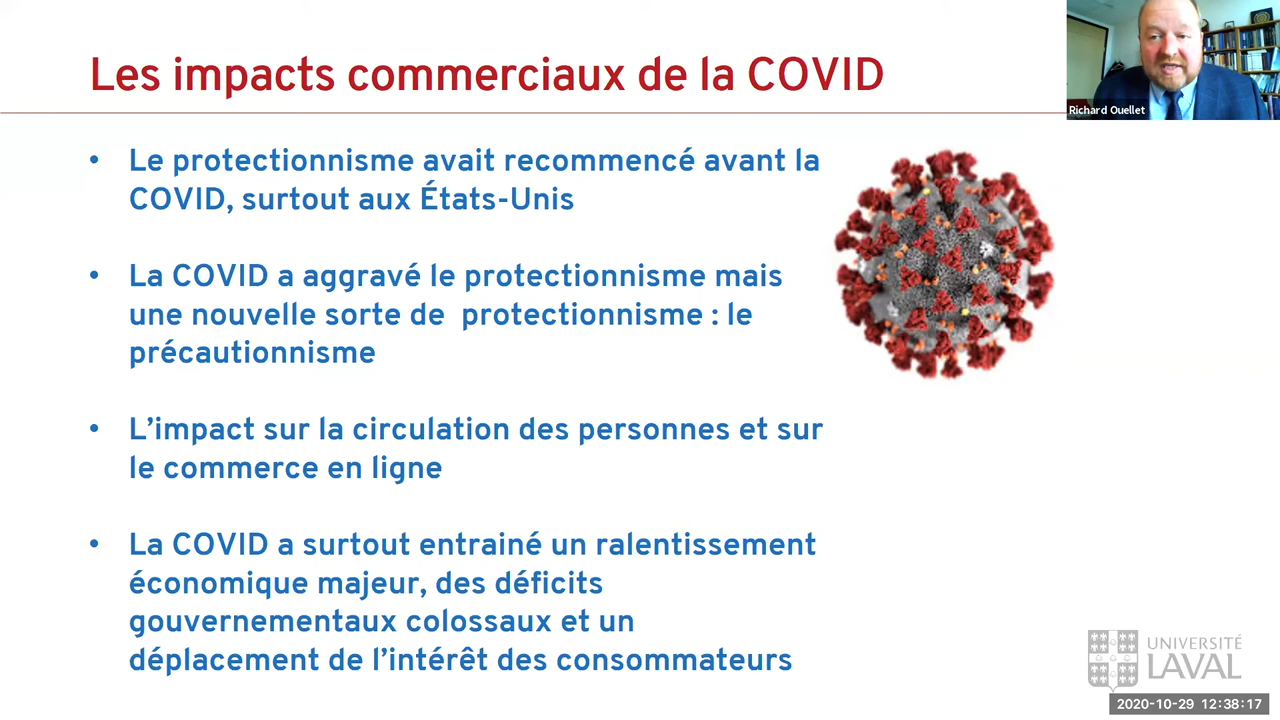 Les impacts commerciaux de la COVID
Richard Ouellet
• Le protectionnisme avait recommencé avant la
COVID, surtout aux États-Unis
• La COVID a aggravé le protectionnisme mais
une nouvelle sorte de  protectionnisme : le
précautionnisme
• L’impact sur la circulation des personnes et sur
le commerce en ligne
• La COVID a surtout entrainé un ralentissement
économique majeur, des déficits
gouvernementaux colossaux et un
déplacement de l’intérêt des consommateurs
UNIVERSITÉ
LAVAL
2020-10-29 12:38:17